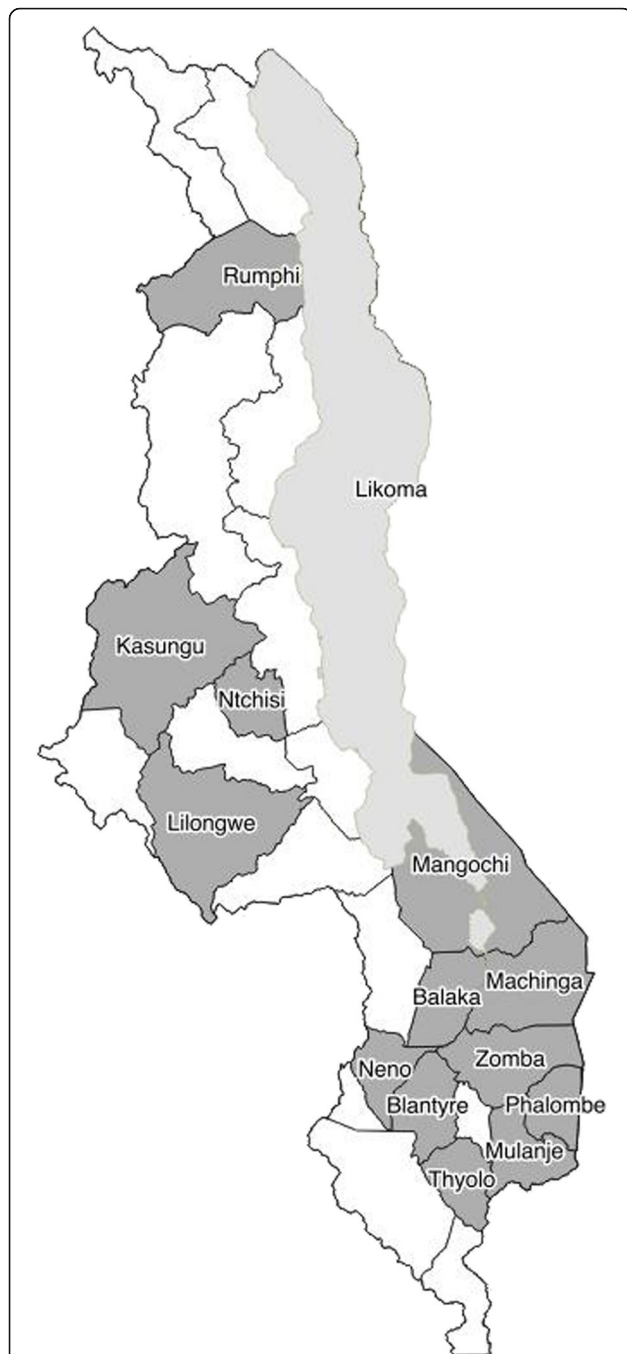 Rumphi
Likoma
Kasungu
Ntchisi
Lilongwe
Mangochi
Machinga
Balaka
Zomba
Neno
Blantyre
Phalombe
Mulanje
Thyolo